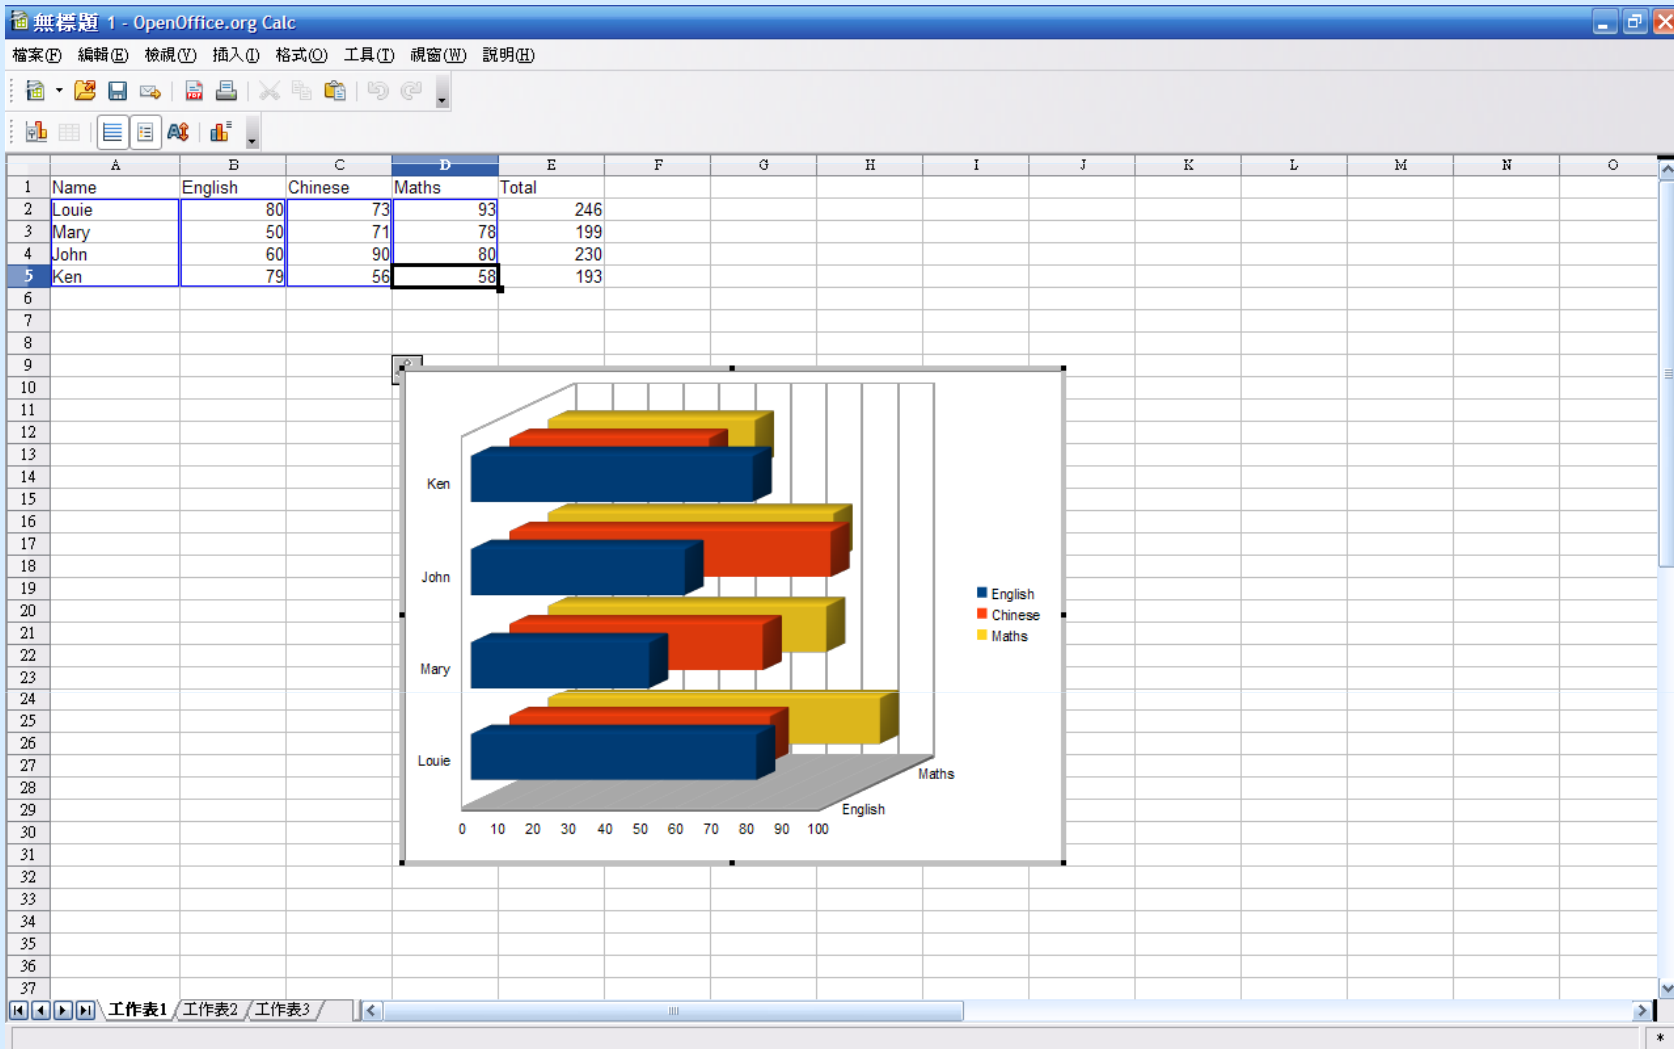 無標題 1 - OpenOffice.org Calc
檔案(F) 編輯(E) 檢視(V) 插入(I) 格式(O) 工具(T) 視窗(W) 說明(H)
A B C D E F G H I J K L M N O
1 Name English Chinese Maths Total
2 Louie 80 73 93 246
3 Mary 50 71 78 199
4 John 60 90 80 230
5 Ken 79 56 58 193
6
7
8
9
10
11
12
13
14
15
16
17
18
19
20
21
22
23
24
25
26
27
28
29
30
31
32
33
34
35
36
37
Ken
John
Mary
Louie
0 10 20 30 40 50 60 70 80 90 100
English
Maths
English
Chinese
Maths
工作表1 工作表2 工作表3
*